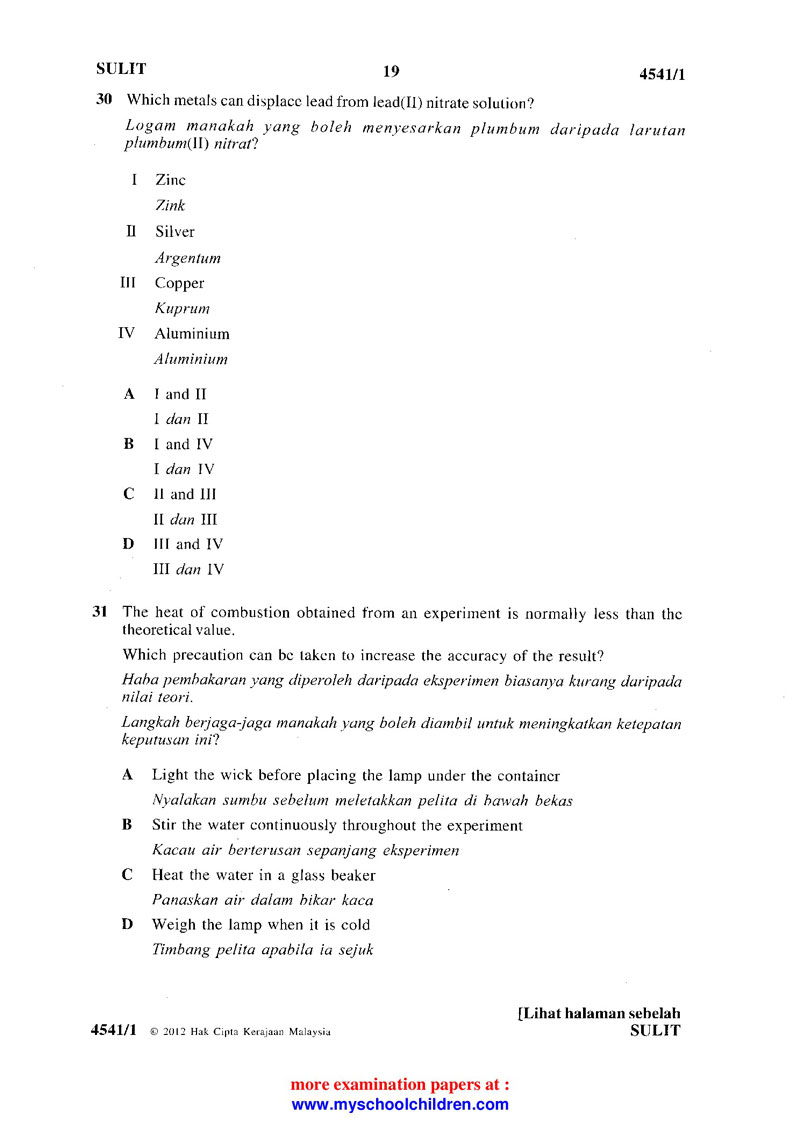 SULIT 19 4541/1
30 Which metals can displace lead from lead(II) nitrate solution?
Logam manakah yang boleh menyesarkan plumbum daripada larutan
plumbum(II) nitrat?
I Zinc
Zink
II Silver
Argentum
III Copper
Kuprum
IV Aluminium
Aluminium
A I and II
I dan II
B I and IV
I dan IV
C II and III
II dan III
D III and IV
III dan IV
31 The heat of combustion obtained from an experiment is normally less than the
theoretical value.
Which precaution can be taken to increase the accuracy of the result?
Haba pembakaran yang diperoleh daripada eksperimen biasanya kurang daripada
nilai teori.
Langkah berjaga-jaga manakah yang boleh diambil untuk meningkatkan ketepatan
keputusan ini?
A Light the wick before placing the lamp under the container
Nyalakan sumbu sebelum meletakkan pelita di bawah bekas
B Stir the water continuously throughout the experiment
Kacau air berterusan sepanjang eksperimen
C Heat the water in a glass beaker
Panaskan air dalam bikar kaca
D Weigh the lamp when it is cold
Timbang pelita apabila ia sejuk
[Lihat halaman sebelah
4541/1 © 2012 Hak Cipta Kerajaan Malaysia SULIT
more examination papers at :
www.myschoolchildren.com